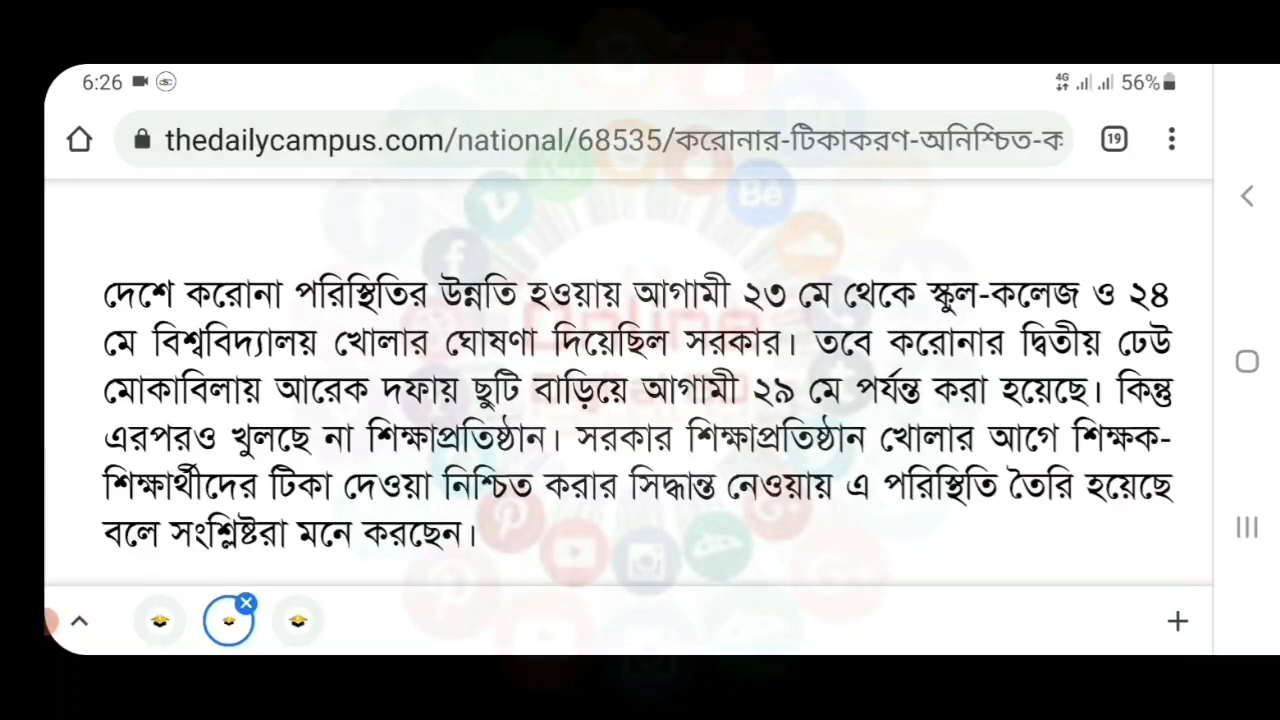 6:26
4G 56%
thedailycampus.com/national/68535/করোনার-টিকাকরণ-অনিশ্চিত-ক
19
দেশে করোনা পরিস্থিতির উন্নতি হওয়ায় আগামী ২৩ মে থেকে স্কুল-কলেজ ও ২৪
মে বিশ্ববিদ্যালয় খোলার ঘোষণা দিয়েছিল সরকার। তবে করোনার দ্বিতীয় ঢেউ
মোকাবিলায় আরেক দফায় ছুটি বাড়িয়ে আগামী ২৯ মে পর্যন্ত করা হয়েছে। কিন্তু
এরপরও খুলছে না শিক্ষাপ্রতিষ্ঠান। সরকার শিক্ষাপ্রতিষ্ঠান খোলার আগে শিক্ষক-
শিক্ষার্থীদের টিকা দেওয়া নিশ্চিত করার সিদ্ধান্ত নেওয়ায় এ পরিস্থিতি তৈরি হয়েছে
বলে সংশ্লিষ্টরা মনে করছেন।
Online